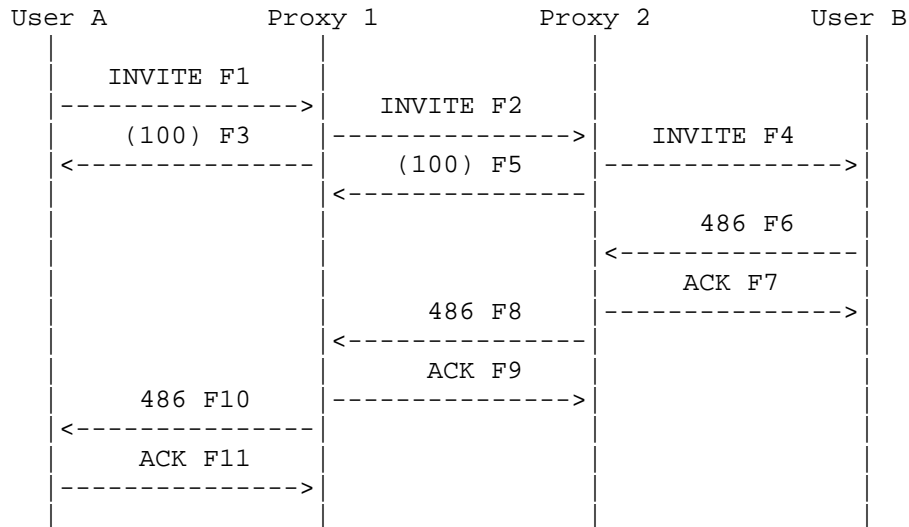 User A Proxy 1 Proxy 2 User B
INVITE F1
INVITE F2
(100) F3
INVITE F4
(100) F5
486 F6
ACK F7
486 F8
ACK F9
486 F10
ACK F11